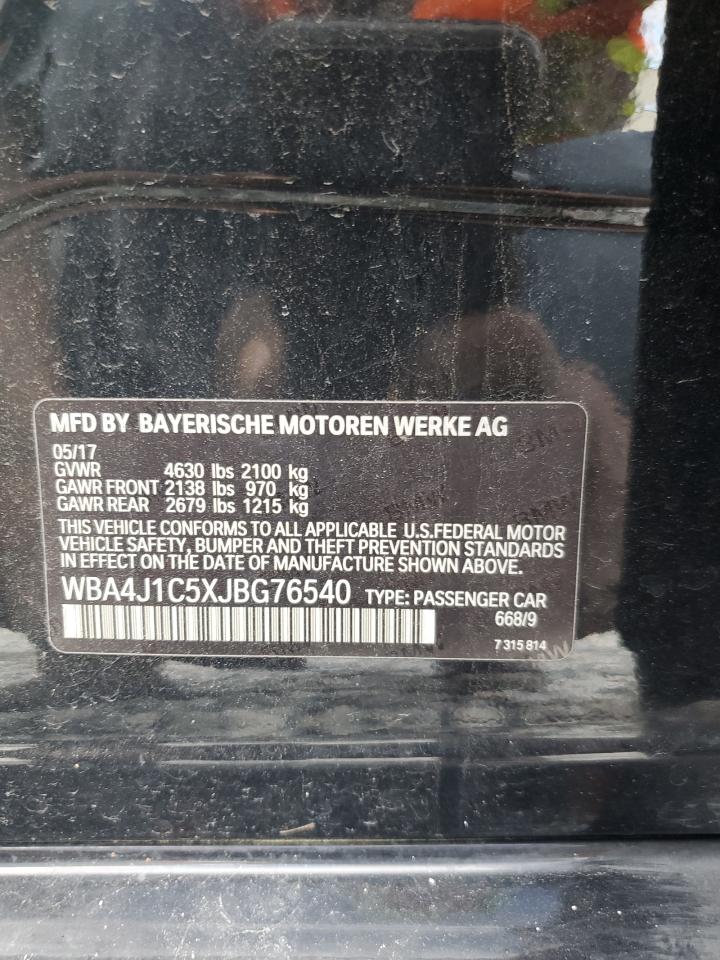 MFD BY BAYERISCHE MOTOREN WERKE AG
05/17
GVWR 4630 lbs 2100 kg
GAWR FRONT 2138 lbs 970 kg
GAWR REAR 2679 lbs 1215 kg
THIS VEHICLE CONFORMS TO ALL APPLICABLE U.S.FEDERAL MOTOR
VEHICLE SAFETY, BUMPER AND THEFT PREVENTION STANDARDS
IN EFFECT ON THE DATE OF MANUFACTURE SHOWN ABOVE.
WBA4J1C5XJBG76540 TYPE: PASSENGER CAR
668/9
7 315 814